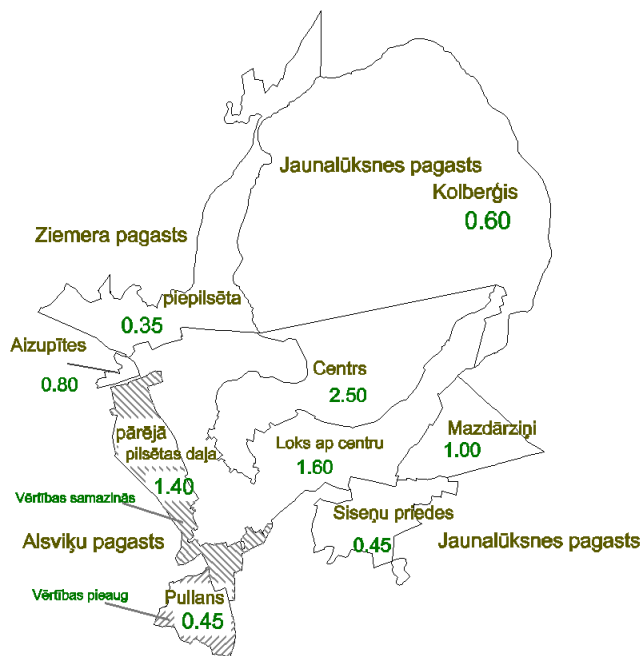 Jaunalūksnes pagasts
Kolberģis
0.60
Ziemera pagasts
piepilsēta
0.35
Aizupītes
0.80
Centrs
2.50
Mazdārziņi
1.00
pārējā
pilsētas daļa
1.40
Loks ap centru
1.60
Vērtības samazinās
Siseņu priedes
0.45
Alsviķu pagasts
Jaunalūksnes pagasts
Vērtības pieaug
Pullans
0.45